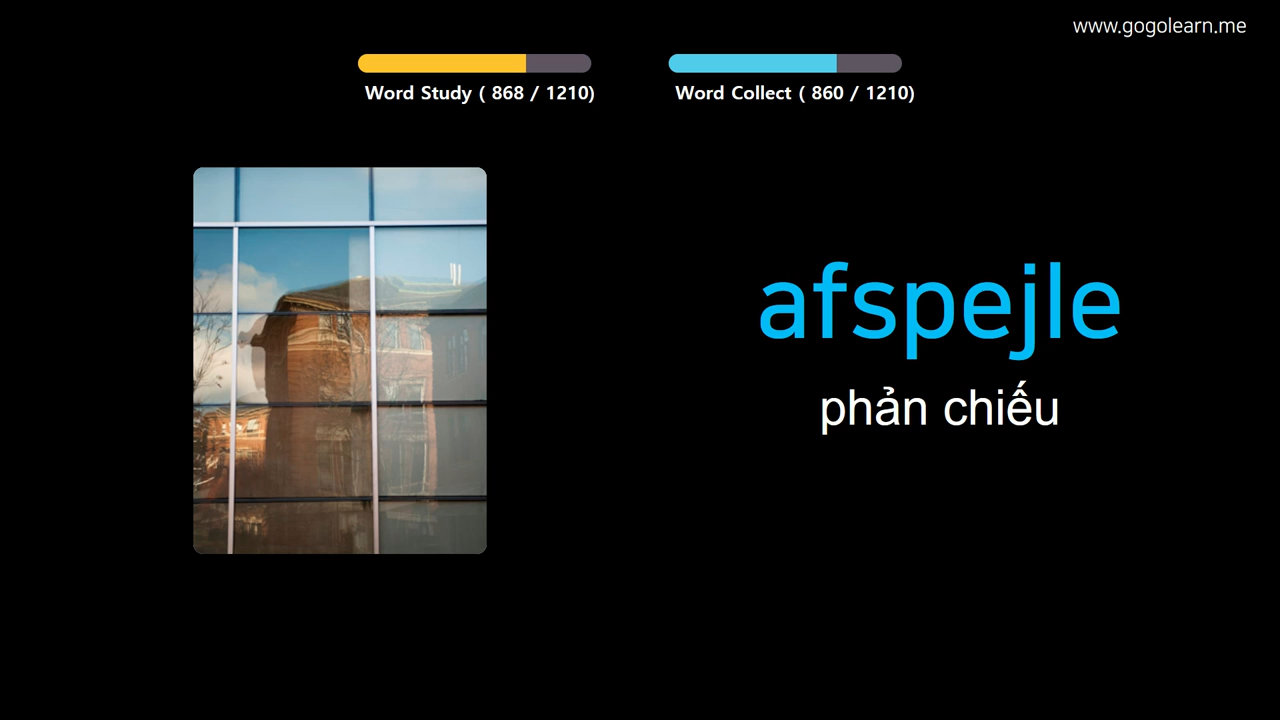 www.gogolearn.me
Word Study ( 868 / 1210)
Word Collect ( 860 / 1210)
afspejle
phản chiếu